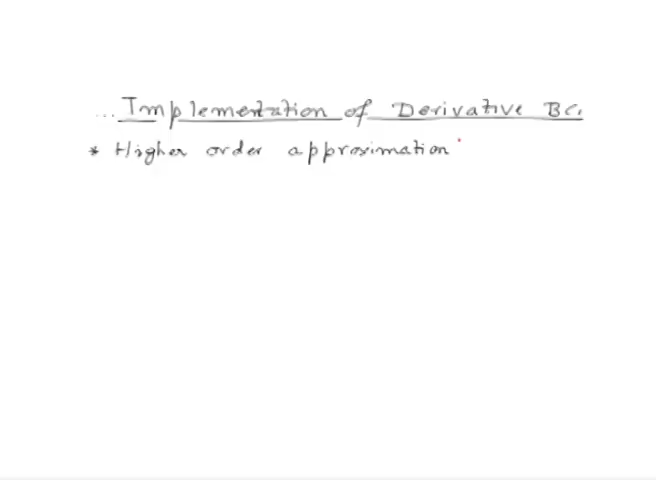 ... Implementation of Derivative BC.
* Higher order approximation